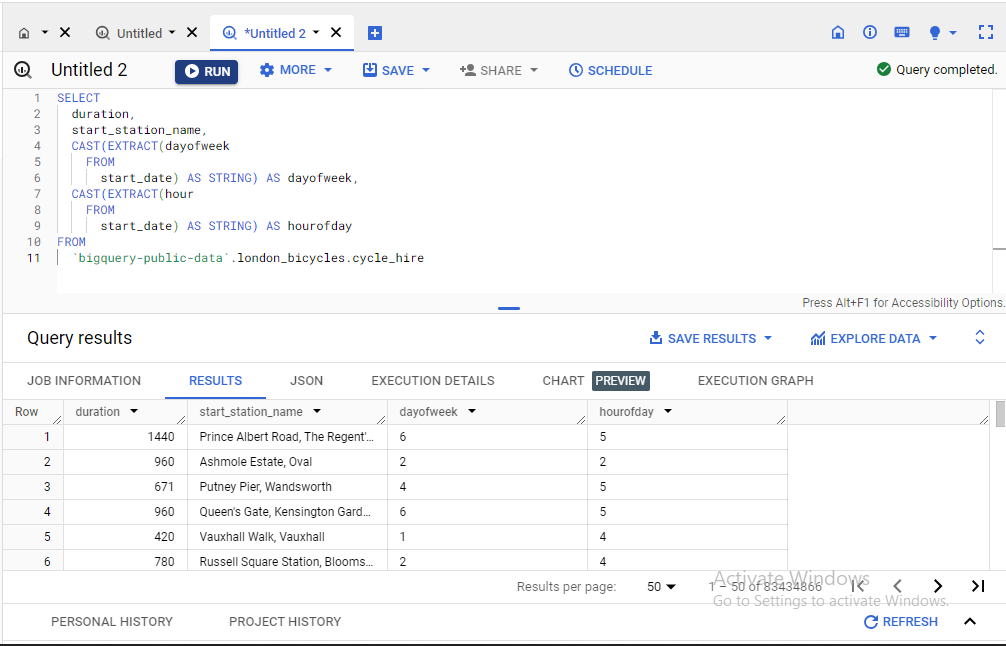 Untitled *Untitled 2
Untitled 2 RUN MORE SAVE SHARE SCHEDULE Query completed.
1 SELECT
2 duration,
3 start_station_name,
4 CAST(EXTRACT(dayofweek
5 FROM
6 start_date) AS STRING) AS dayofweek,
7 CAST(EXTRACT(hour
8 FROM
9 start_date) AS STRING) AS hourofday
10 FROM
11 `bigquery-public-data`.london_bicycles.cycle_hire
Press Alt+F1 for Accessibility Options.
Query results SAVE RESULTS EXPLORE DATA
JOB INFORMATION RESULTS JSON EXECUTION DETAILS CHART PREVIEW EXECUTION GRAPH
Row duration start_station_name dayofweek hourofday
1 1440 Prince Albert Road, The Regent'... 6 5
2 960 Ashmole Estate, Oval 2 2
3 671 Putney Pier, Wandsworth 4 5
4 960 Queen's Gate, Kensington Gard... 6 5
5 420 Vauxhall Walk, Vauxhall 1 4
6 780 Russell Square Station, Blooms... 2 4
Results per page: 50 1 – 50 of 83434866
Activate Windows
Go to Settings to activate Windows.
PERSONAL HISTORY PROJECT HISTORY REFRESH